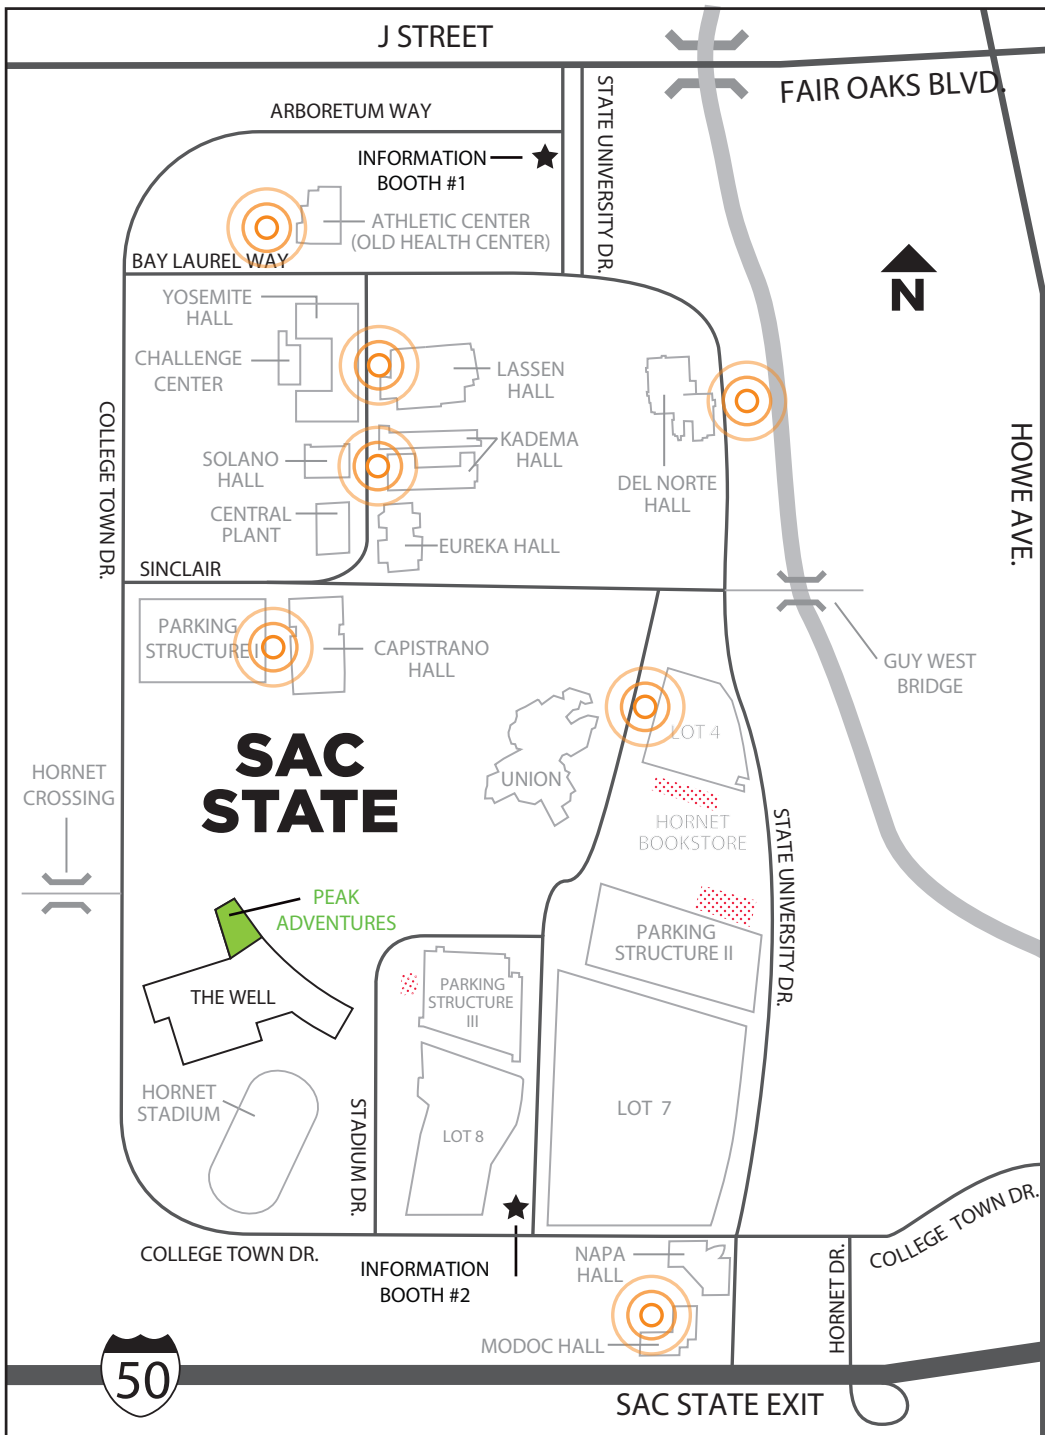 J STREET
FAIR OAKS BLVD.
ARBORETUM WAY
STATE UNIVERSITY DR.
INFORMATION
BOOTH #1
ATHLETIC CENTER
(OLD HEALTH CENTER)
BAY LAUREL WAY
N
YOSEMITE
HALL
CHALLENGE
CENTER
LASSEN
HALL
COLLEGE TOWN DR.
HOWE AVE.
KADEMA
HALL
SOLANO
HALL
DEL NORTE
HALL
CENTRAL
PLANT
EUREKA HALL
SINCLAIR
PARKING
STRUCTURE I
CAPISTRANO
HALL
GUY WEST
BRIDGE
LOT 4
SAC
STATE
HORNET
CROSSING
UNION
HORNET
BOOKSTORE
STATE UNIVERSITY DR.
PEAK
ADVENTURES
PARKING
STRUCTURE II
THE WELL
PARKING
STRUCTURE
III
HORNET
STADIUM
STADIUM DR.
LOT 8
LOT 7
COLLEGE TOWN DR.
COLLEGE TOWN DR.
INFORMATION
BOOTH #2
NAPA
HALL
HORNET DR.
MODOC HALL
50
SAC STATE EXIT